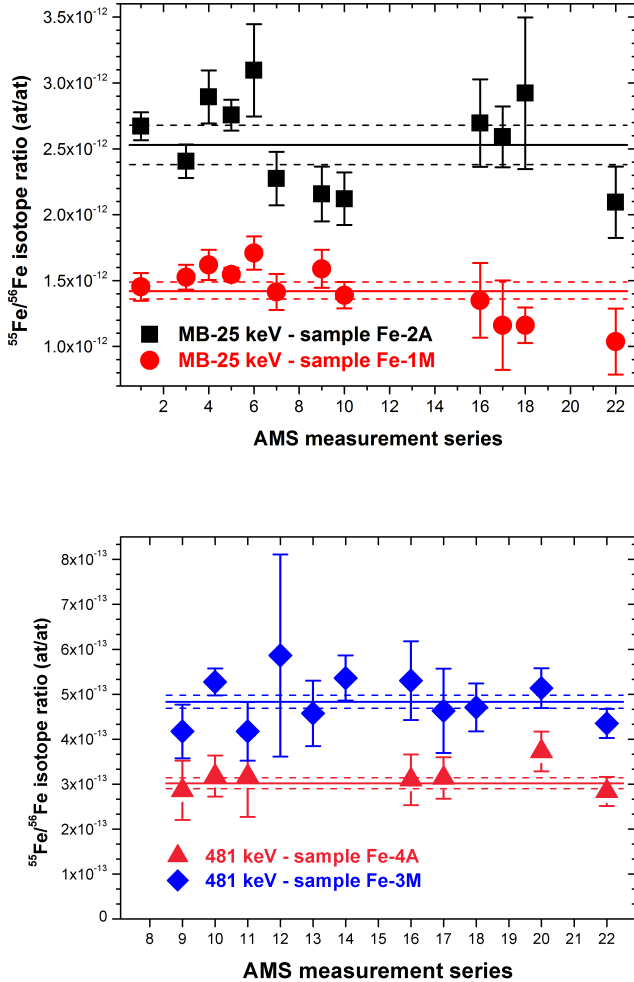 3.5x10⁻¹²
3.0x10⁻¹²
2.5x10⁻¹²
2.0x10⁻¹²
1.5x10⁻¹²
1.0x10⁻¹²
⁵⁵Fe/⁵⁶Fe isotope ratio (at/at)
MB-25 keV - sample Fe-2A
MB-25 keV - sample Fe-1M
2 4 6 8 10 12 14 16 18 20 22
AMS measurement series
8x10⁻¹³
7x10⁻¹³
6x10⁻¹³
5x10⁻¹³
4x10⁻¹³
3x10⁻¹³
2x10⁻¹³
1x10⁻¹³
0
⁵⁵Fe/⁵⁶Fe isotope ratio (at/at)
481 keV - sample Fe-4A
481 keV - sample Fe-3M
8 9 10 11 12 13 14 15 16 17 18 19 20 21 22
AMS measurement series